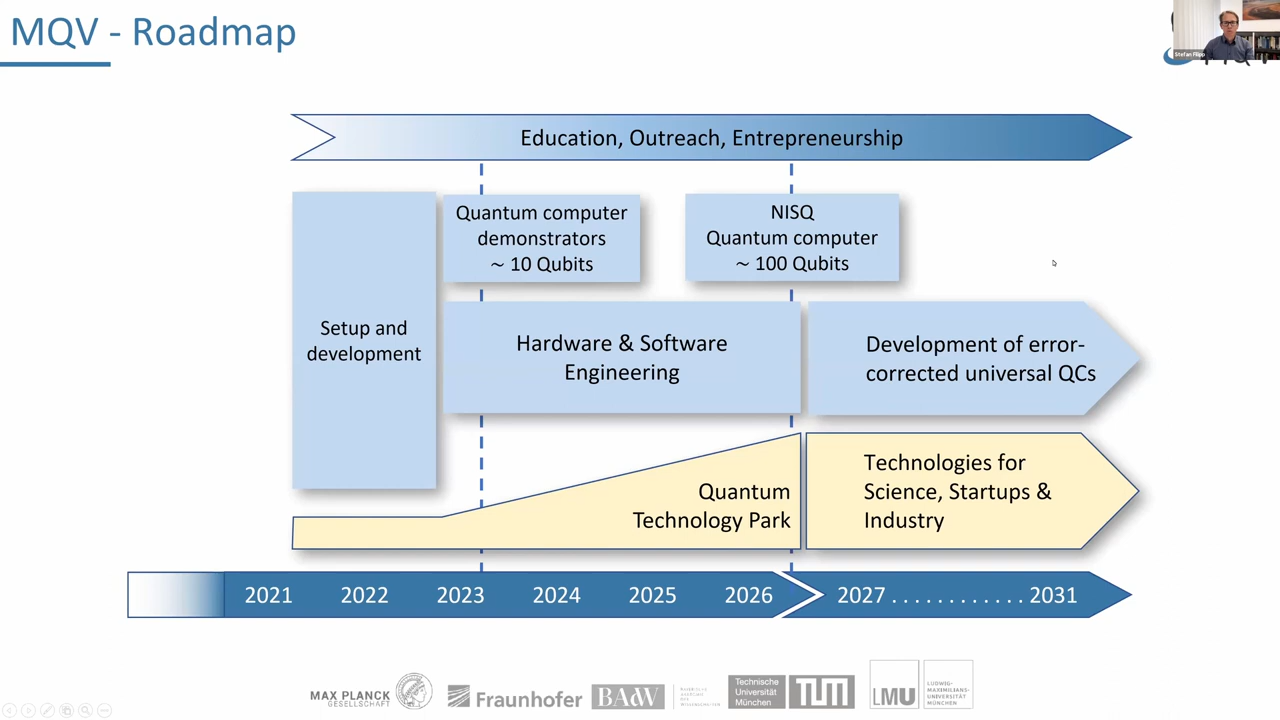 MQV - Roadmap
Stefan Filipp
Education, Outreach, Entrepreneurship
Quantum computer
demonstrators
~ 10 Qubits
NISQ
Quantum computer
~ 100 Qubits
Setup and
development
Hardware & Software
Engineering
Development of error-
corrected universal QCs
Quantum
Technology Park
Technologies for
Science, Startups &
Industry
2021 2022 2023 2024 2025 2026 2027 . . . . . . . . . . . . 2031
MAX PLANCK
GESELLSCHAFT
Fraunhofer
BAdW
Technische
Universität
München
TUM
LMU
LUDWIG-
MAXIMILIANS-
UNIVERSITÄT
MÜNCHEN